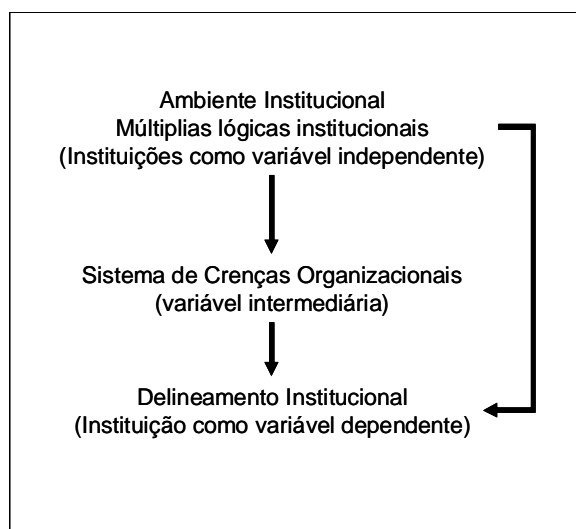 Ambiente Institucional
Múltiplias lógicas institucionais
(Instituições como variável independente)
Sistema de Crenças Organizacionais
(variável intermediária)
Delineamento Institucional
(Instituição como variável dependente)